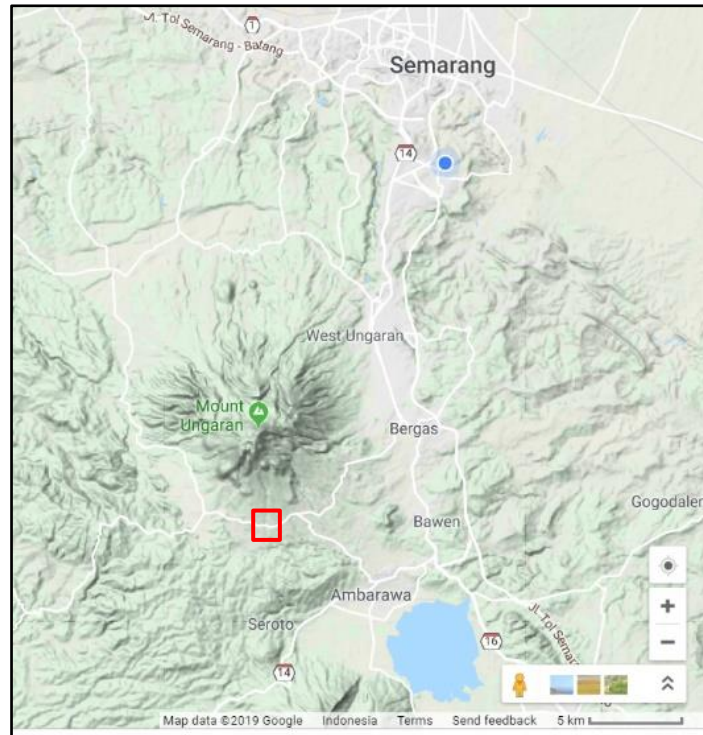 Jl. Tol Semarang - Batang
1
Semarang
14
West Ungaran
Mount
Ungaran
Bergas
Gogodalem
Bawen
Ambarawa
Seroto
Jl. Tol Semara
16
14
Map data ©2019 Google Indonesia Terms Send feedback 5 km